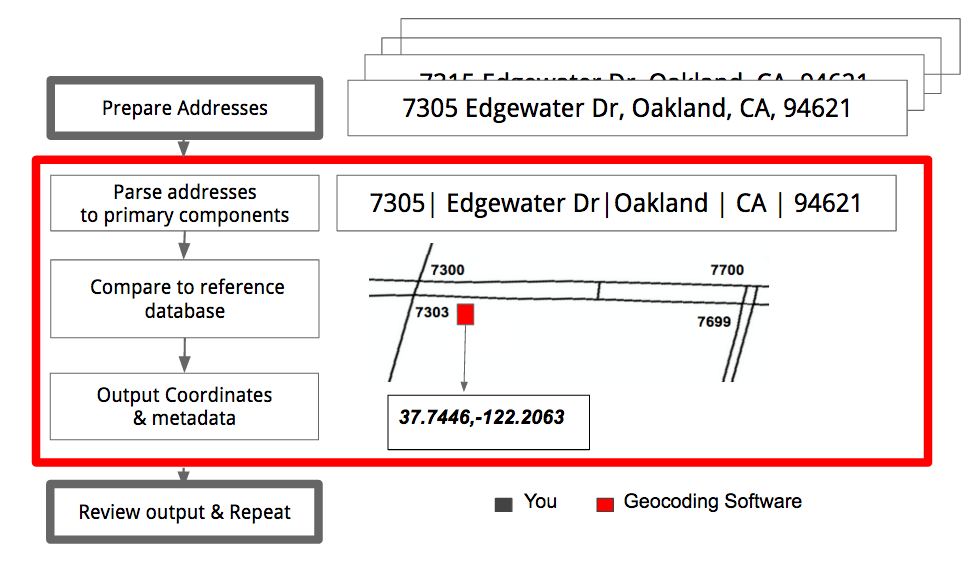 7315 Edgewater Dr, Oakland, CA, 94621
Prepare Addresses
7305 Edgewater Dr, Oakland, CA, 94621
Parse addresses
to primary components
7305| Edgewater Dr|Oakland | CA | 94621
Compare to reference
database
7300
7700
7303
7699
Output Coordinates
& metadata
37.7446,-122.2063
Review output & Repeat
You
Geocoding Software